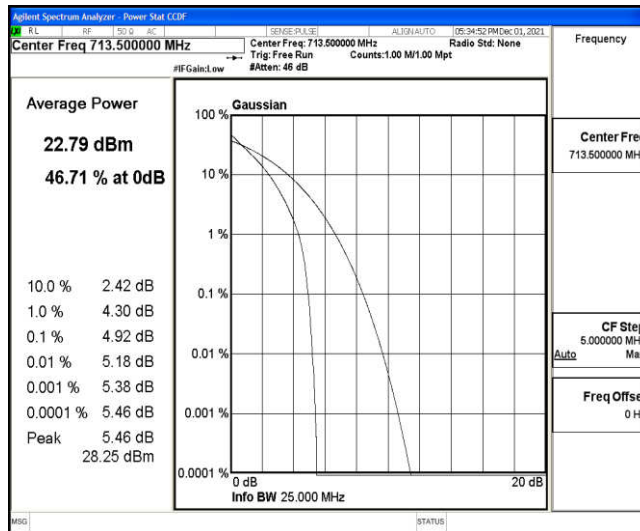 Agilent Spectrum Analyzer - Power Stat CCDF
RL RF 50 Ω AC SENSE:PULSE ALIGN AUTO 05:34:52 PM Dec 01, 2021
Center Freq 713.500000 MHz
Center Freq: 713.500000 MHz Radio Std: None
Trig: Free Run Counts:1.00 M/1.00 Mpt
#IFGain:Low #Atten: 46 dB
Frequency
Average Power
22.79 dBm
46.71 % at 0dB
10.0 % 2.42 dB
1.0 % 4.30 dB
0.1 % 4.92 dB
0.01 % 5.18 dB
0.001 % 5.38 dB
0.0001 % 5.46 dB
Peak 5.46 dB
28.25 dBm
Gaussian
100 %
10 %
1 %
0.1 %
0.01 %
0.001 %
0.0001 %
0 dB 20 dB
Info BW 25.000 MHz
Center Fre
713.500000 MH
CF Step
5.000000 MH
Auto Ma
Freq Offse
0 H
MSG STATUS